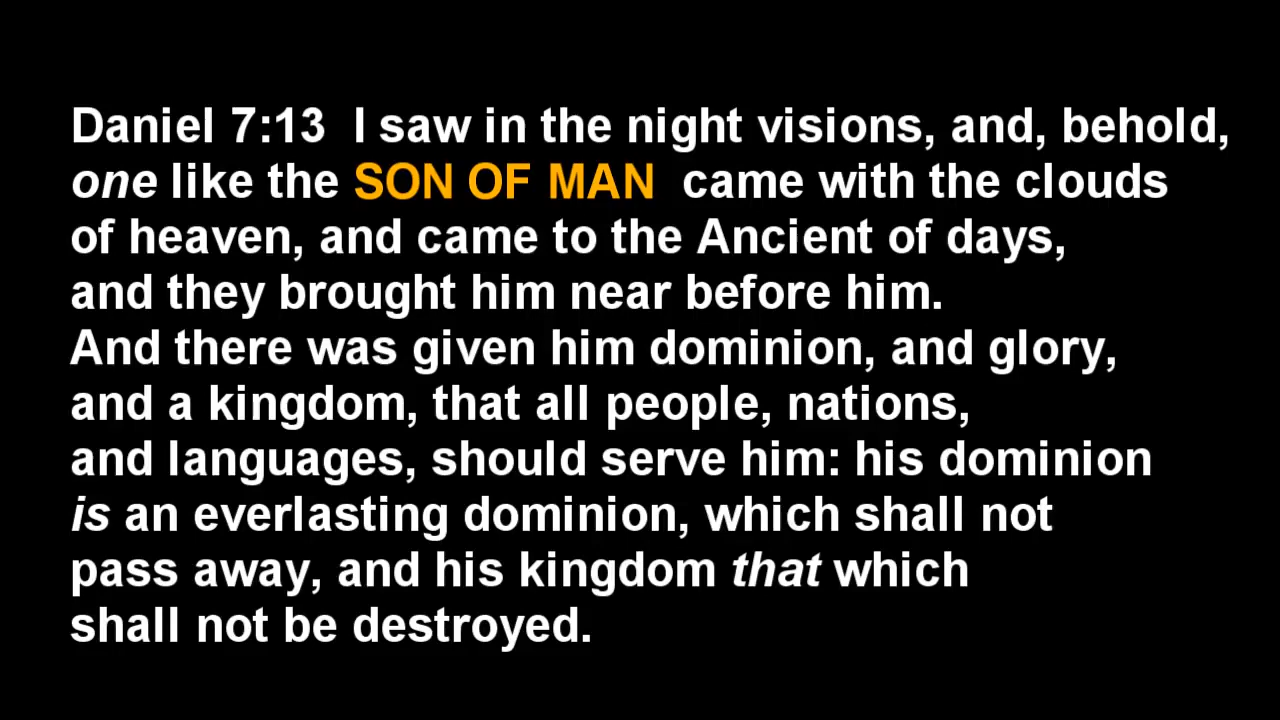 Daniel 7:13  I saw in the night visions, and, behold,
one like the SON OF MAN  came with the clouds
of heaven, and came to the Ancient of days,
and they brought him near before him.
And there was given him dominion, and glory,
and a kingdom, that all people, nations,
and languages, should serve him: his dominion
is an everlasting dominion, which shall not
pass away, and his kingdom that which
shall not be destroyed.